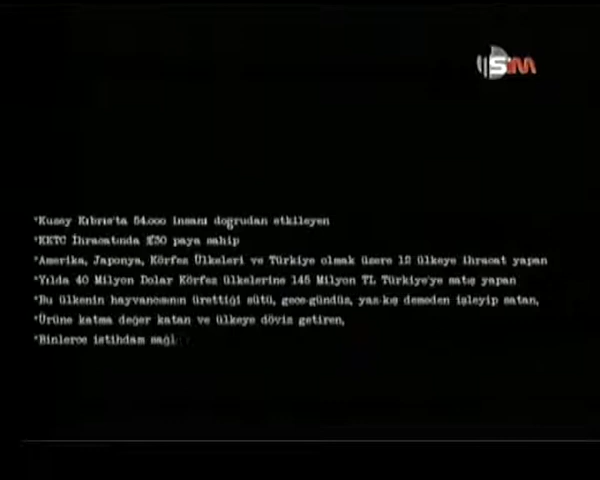 SİM
*Kuzey Kıbrıs'ta 54.000 insanı doğrudan etkileyen
*KKTC İhracatında %30 paya sahip
*Amerika, Japonya, Körfez Ülkeleri ve Türkiye olmak üzere 12 ülkeye ihracat yapan
*Yılda 40 Milyon Dolar Körfez ülkelerine 145 Milyon TL Türkiye'ye satış yapan
*Bu ülkenin hayvancısının ürettiği sütü, gece-gündüz, yaz-kış demeden işleyip satan,
*Ürüne katma değer katan ve ülkeye döviz getiren,
*Binlerce istihdam sağl